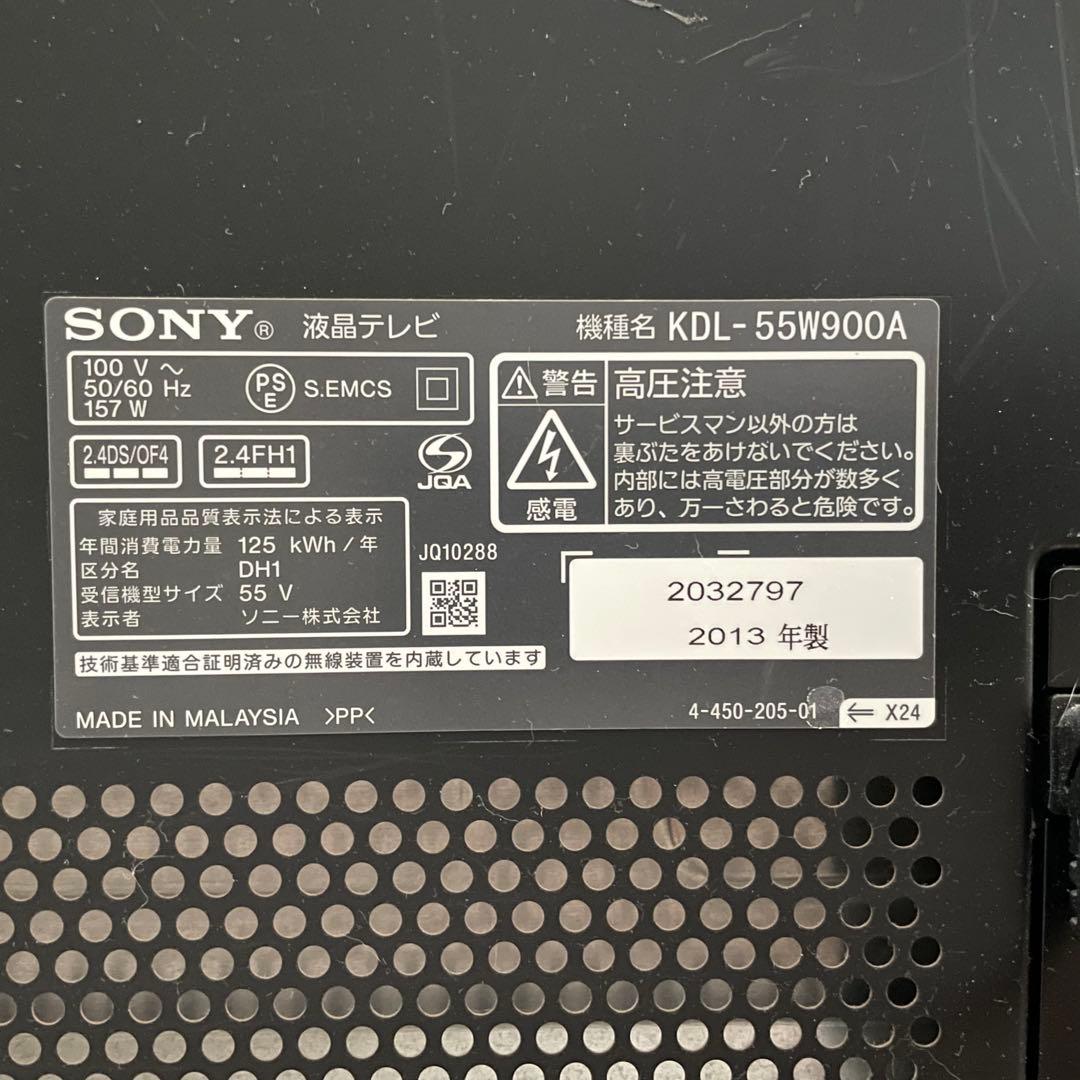 SONY® 液晶テレビ 機種名 KDL-55W900A
100 V ～
50/60 Hz
157 W
PSE S.EMCS
2.4DS/OF4 2.4FH1
JQA
警告 高圧注意
感電
サービスマン以外の方は
裏ぶたをあけないでください。
内部には高電圧部分が数多く
あり、万一さわると危険です。
家庭用品品質表示法による表示
年間消費電力量 125 kWh/年
区分名 DH1
受信機型サイズ 55 V
表示者 ソニー株式会社
JQ10288
2032797
2013 年製
技術基準適合証明済みの無線装置を内蔵しています
MADE IN MALAYSIA >PP<
4-450-205-01 ⇐ X24